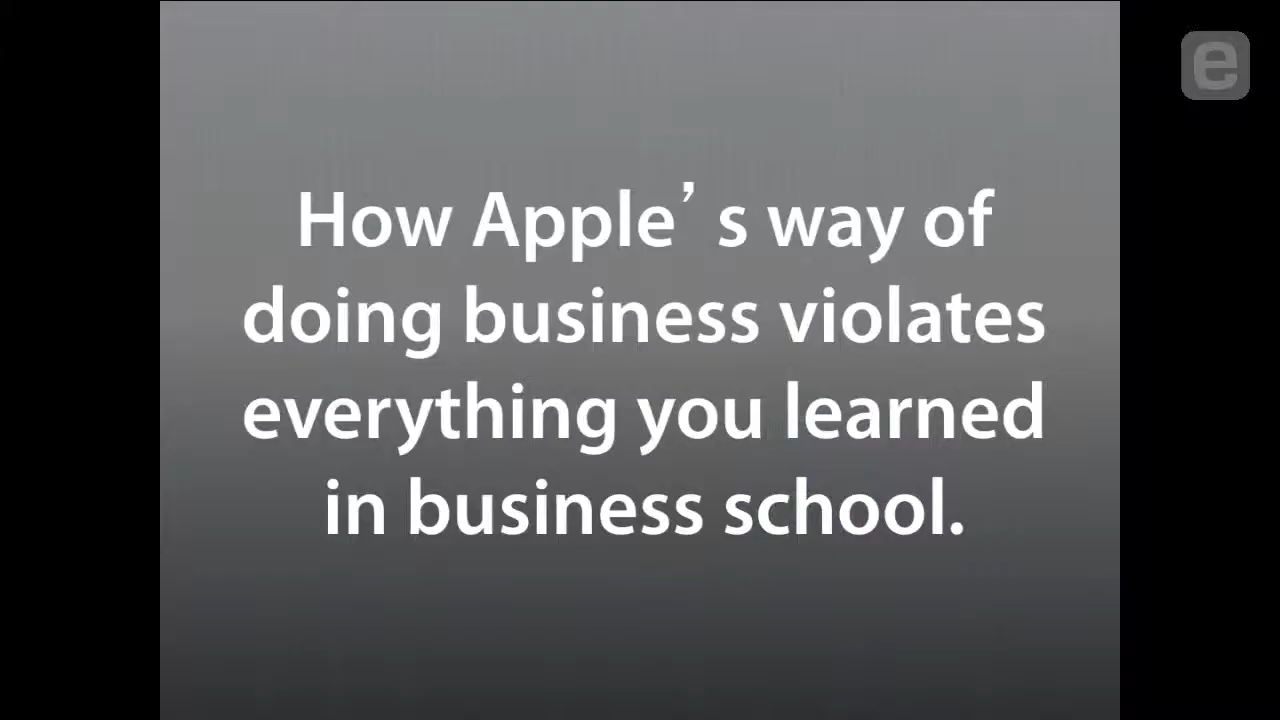 e
How Apple’s way of
doing business violates
everything you learned
in business school.